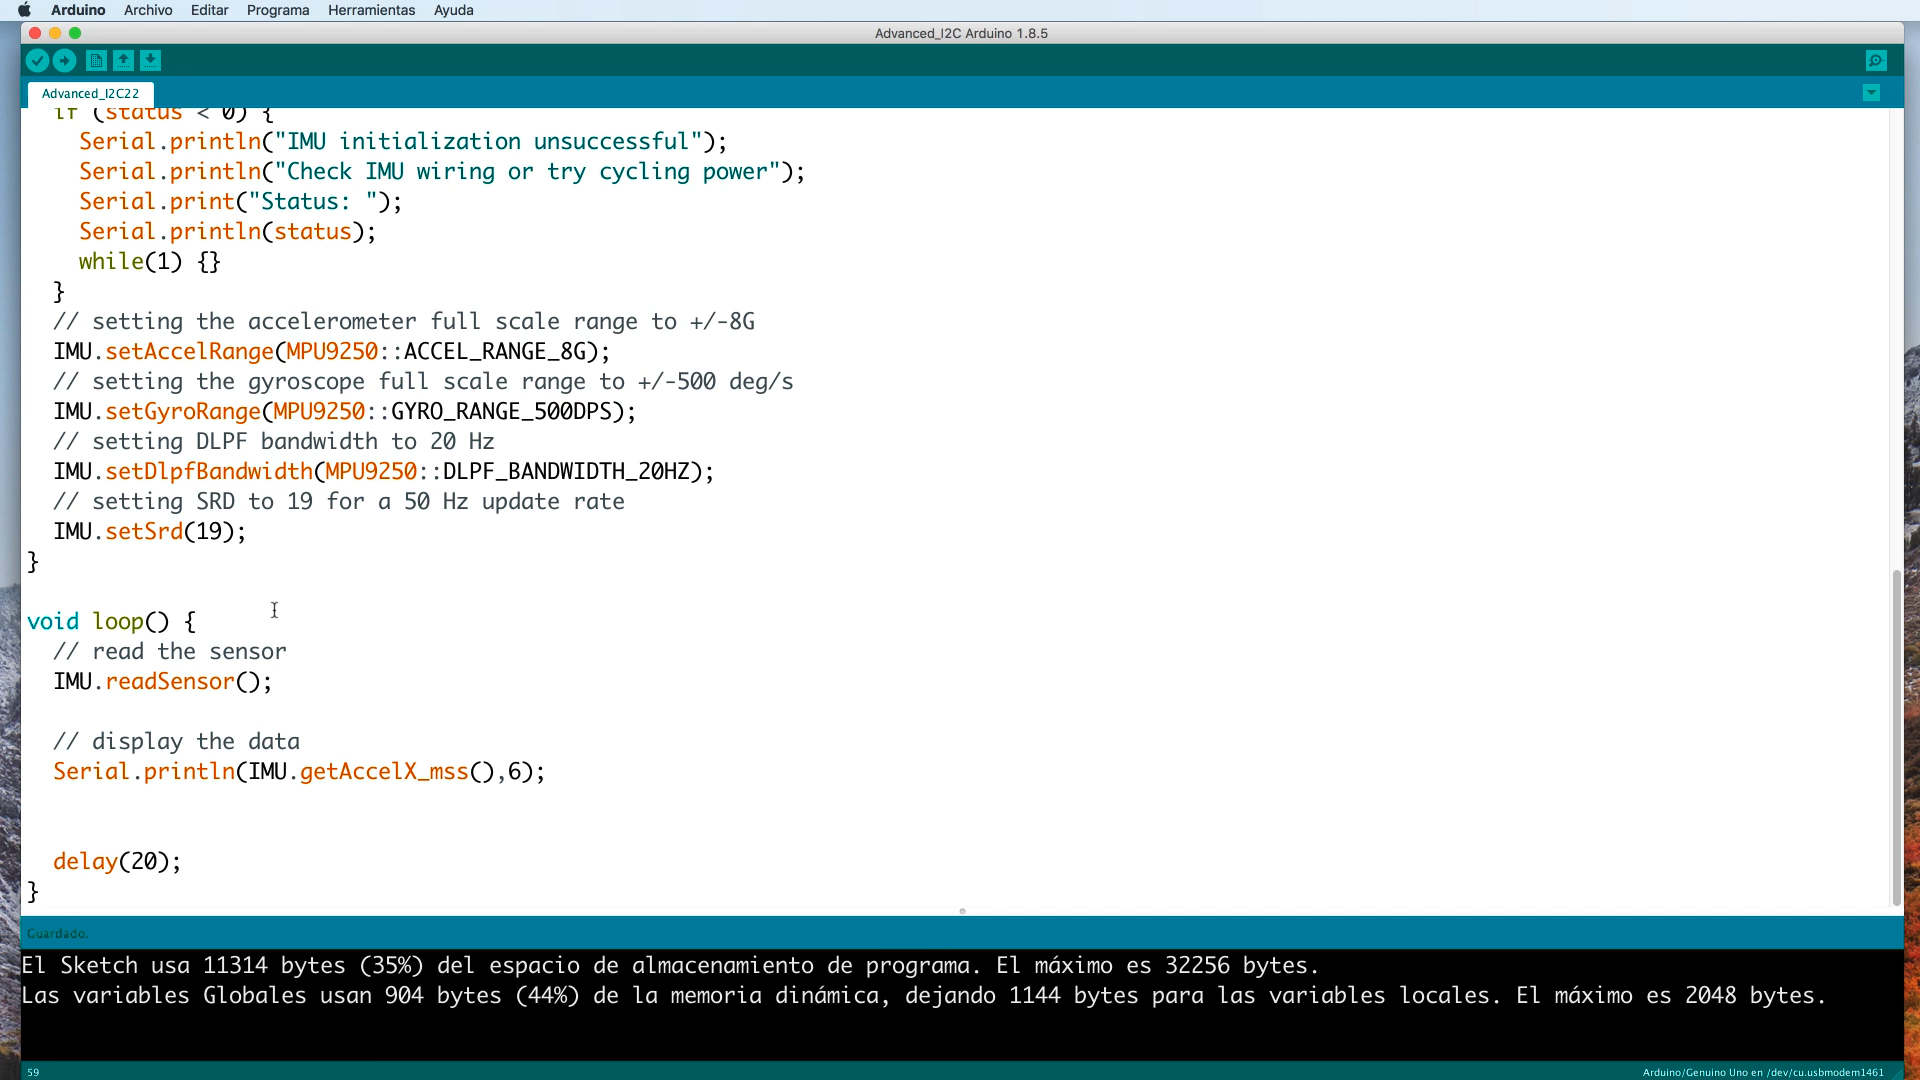 Arduino Archivo Editar Programa Herramientas Ayuda
Advanced_I2C Arduino 1.8.5
Advanced_I2C22
if (status < 0) {
Serial.println("IMU initialization unsuccessful");
Serial.println("Check IMU wiring or try cycling power");
Serial.print("Status: ");
Serial.println(status);
while(1) {}
}
// setting the accelerometer full scale range to +/-8G
IMU.setAccelRange(MPU9250::ACCEL_RANGE_8G);
// setting the gyroscope full scale range to +/-500 deg/s
IMU.setGyroRange(MPU9250::GYRO_RANGE_500DPS);
// setting DLPF bandwidth to 20 Hz
IMU.setDlpfBandwidth(MPU9250::DLPF_BANDWIDTH_20HZ);
// setting SRD to 19 for a 50 Hz update rate
IMU.setSrd(19);
}
void loop() {
// read the sensor
IMU.readSensor();
// display the data
Serial.println(IMU.getAccelX_mss(),6);
delay(20);
}
Guardado.
El Sketch usa 11314 bytes (35%) del espacio de almacenamiento de programa. El máximo es 32256 bytes.
Las variables Globales usan 904 bytes (44%) de la memoria dinámica, dejando 1144 bytes para las variables locales. El máximo es 2048 bytes.
59 Arduino/Genuino Uno en /dev/cu.usbmodem1461